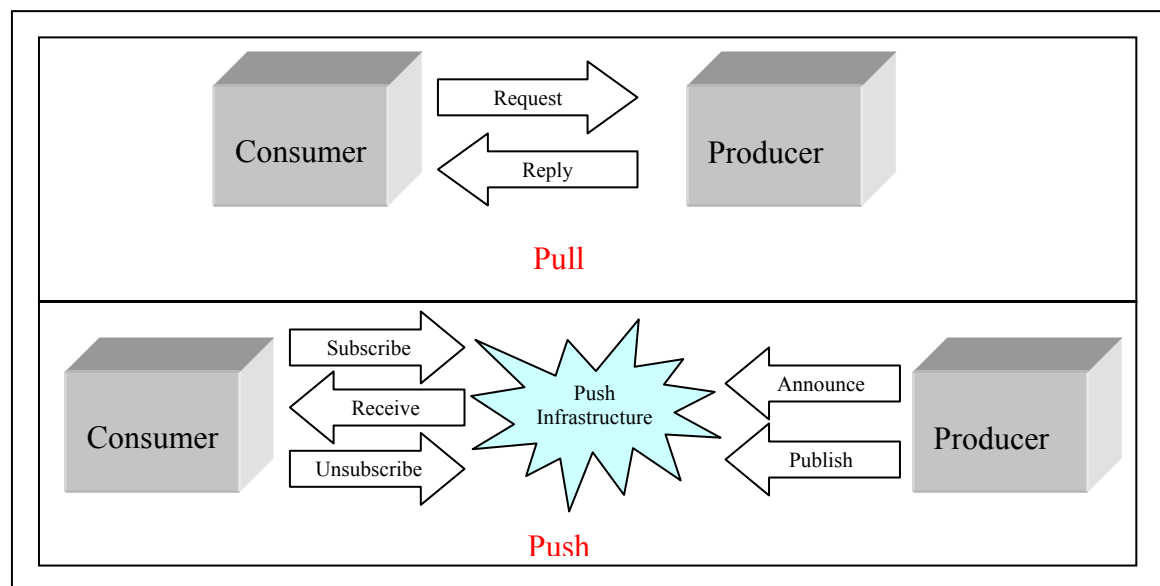 Request
Consumer
Producer
Reply
Pull
Subscribe
Announce
Push
Infrastructure
Receive
Consumer
Producer
Unsubscribe
Publish
Push